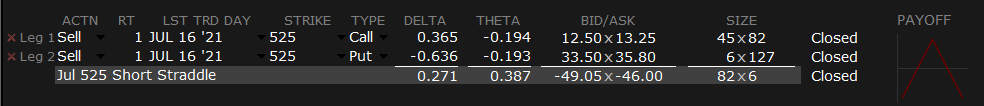 ACTN RT LST TRD DAY STRIKE TYPE DELTA THETA BID/ASK SIZE PAYOFF
Leg 1 Sell 1 JUL 16 '21 525 Call 0.365 -0.194 12.50 x 13.25 45 x 82 Closed
Leg 2 Sell 1 JUL 16 '21 525 Put -0.636 -0.193 33.50 x 35.80 6 x 127 Closed
Jul 525 Short Straddle 0.271 0.387 -49.05 x -46.00 82 x 6 Closed